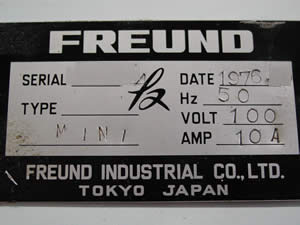 FREUND
SERIAL DATE 1976.
Hz 50
TYPE VOLT 100
MINI AMP 10A
FREUND INDUSTRIAL CO.,LTD.
TOKYO JAPAN